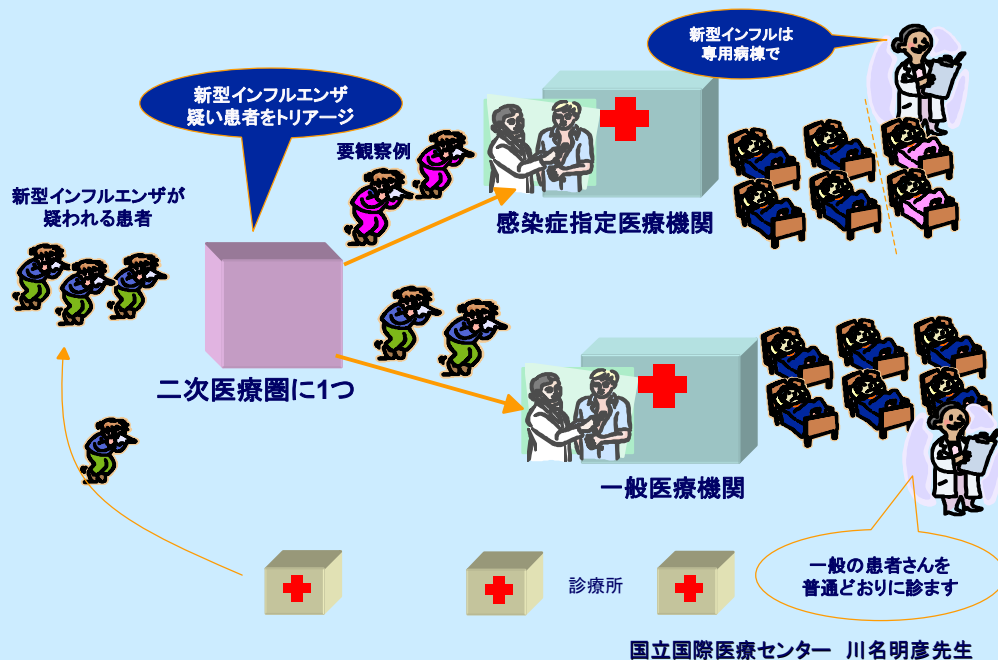 新型インフルは
専用病棟で
新型インフルエンザ
疑い患者をトリアージ
要観察例
新型インフルエンザが
疑われる患者
感染症指定医療機関
二次医療圏に1つ
一般医療機関
一般の患者さんを
普通どおりに診ます
診療所
国立国際医療センター 川名明彦先生